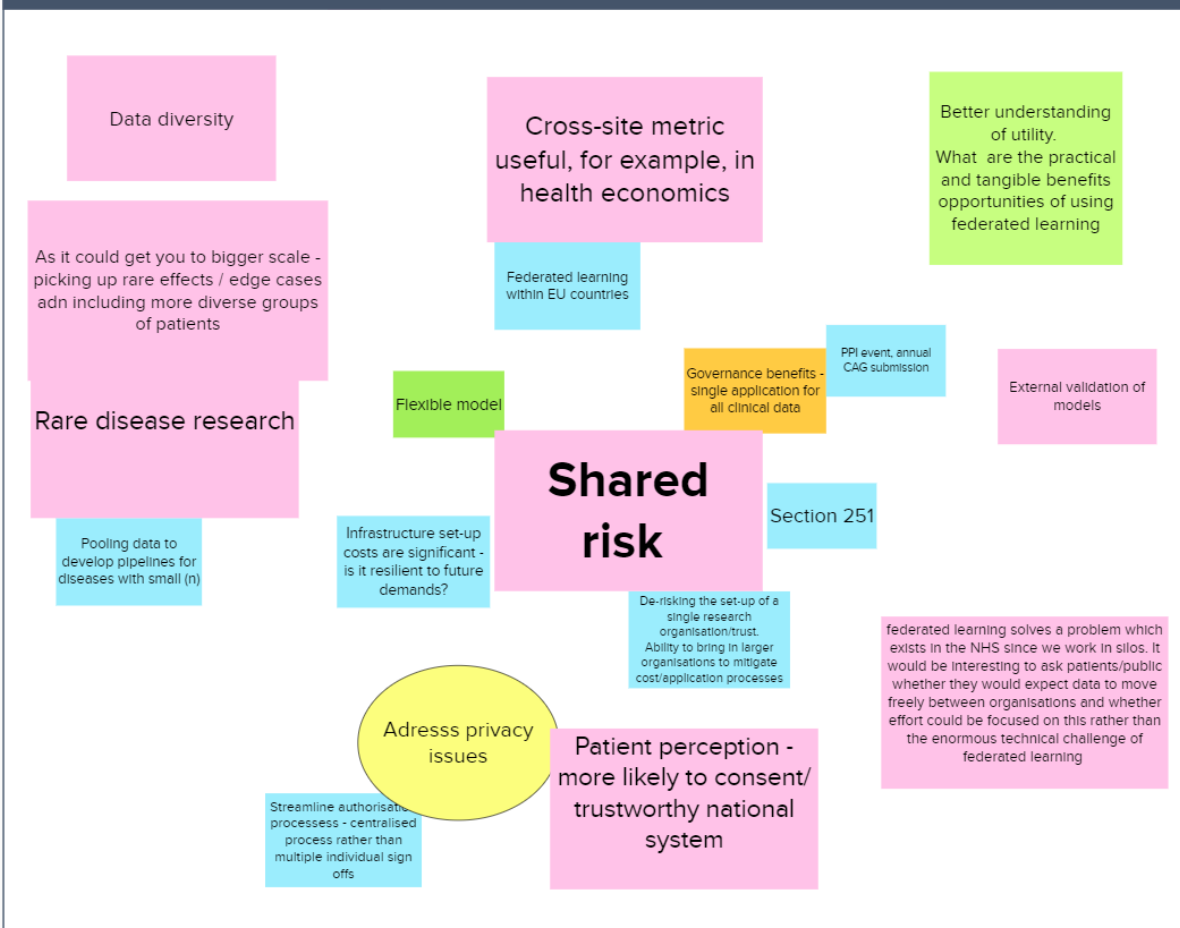 Data diversity
Cross-site metric
useful, for example, in
health economics
Better understanding
of utility.
What are the practical
and tangible benefits
opportunities of using
federated learning
As it could get you to bigger scale -
picking up rare effects / edge cases
adn including more diverse groups
of patients
Federated learning
within EU countries
PPI event, annual
CAG submission
Governance benefits -
single application for
all clinical data
External validation of
models
Flexible model
Rare disease research
Shared
risk
Section 251
Pooling data to
develop pipelines for
diseases with small (n)
Infrastructure set-up
costs are significant -
is it resilient to future
demands?
De-risking the set-up of a
single research
organisation/trust.
Ability to bring in larger
organisations to mitigate
cost/application processes
federated learning solves a problem which
exists in the NHS since we work in silos. It
would be interesting to ask patients/public
whether they would expect data to move
freely between organisations and whether
effort could be focused on this rather than
the enormous technical challenge of
federated learning
Adresss privacy
issues
Patient perception -
more likely to consent/
trustworthy national
system
Streamline authorisatio
processess - centralised
process rather than
multiple individual sign
offs